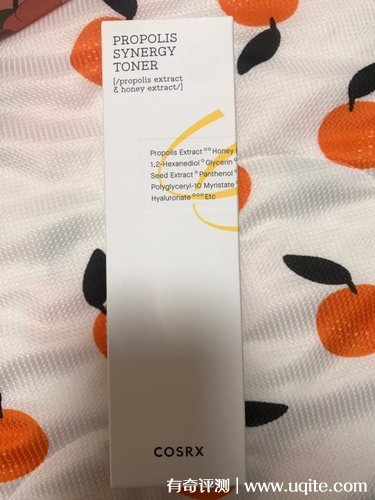 PROPOLIS
SYNERGY
TONER
[/propolis extract
& honey extract/]
Propolis Extract°° Honey
1,2-Hexanediol° Glycerin
Seed Extract° Panthenol°
Polyglyceryl-10 Myristate
Hyaluronate°°° Etc
COSRX
有奇评测 | www.uqite.com